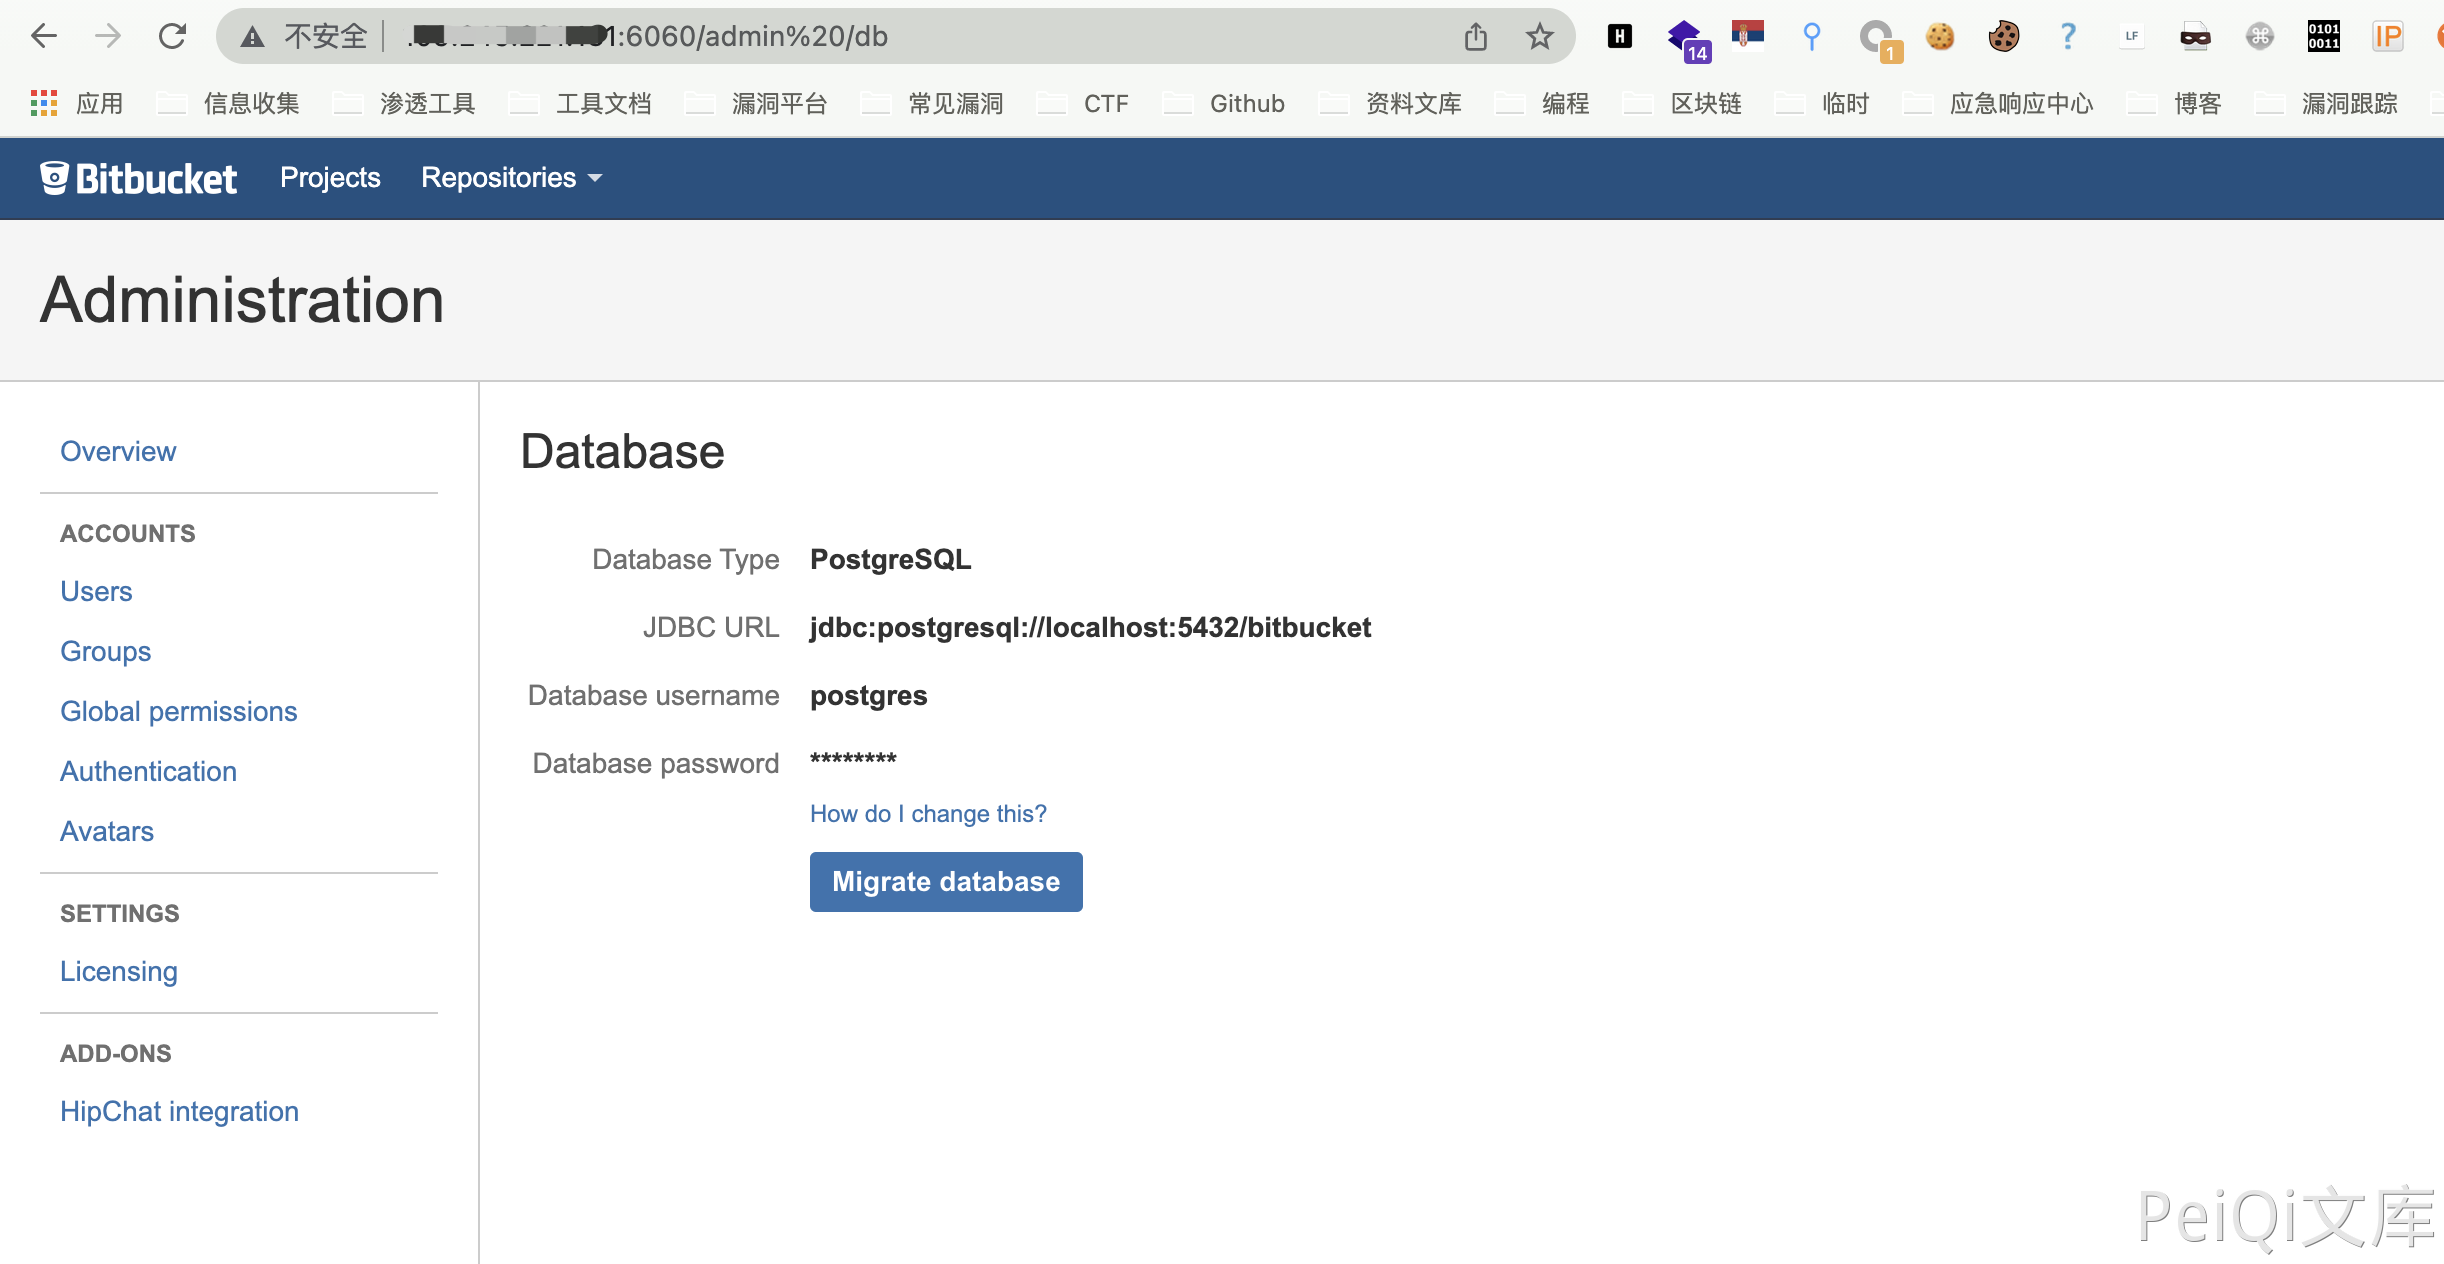 不安全 :6060/admin%20/db
14 1 LF 0101 0011 IP
应用 信息收集 渗透工具 工具文档 漏洞平台 常见漏洞 CTF Github 资料文库 编程 区块链 临时 应急响应中心 博客 漏洞跟踪
Bitbucket Projects Repositories
Administration
Overview
ACCOUNTS
Users
Groups
Global permissions
Authentication
Avatars
SETTINGS
Licensing
ADD-ONS
HipChat integration
Database
Database Type PostgreSQL
JDBC URL jdbc:postgresql://localhost:5432/bitbucket
Database username postgres
Database password ********
How do I change this?
Migrate database
PeiQi文库